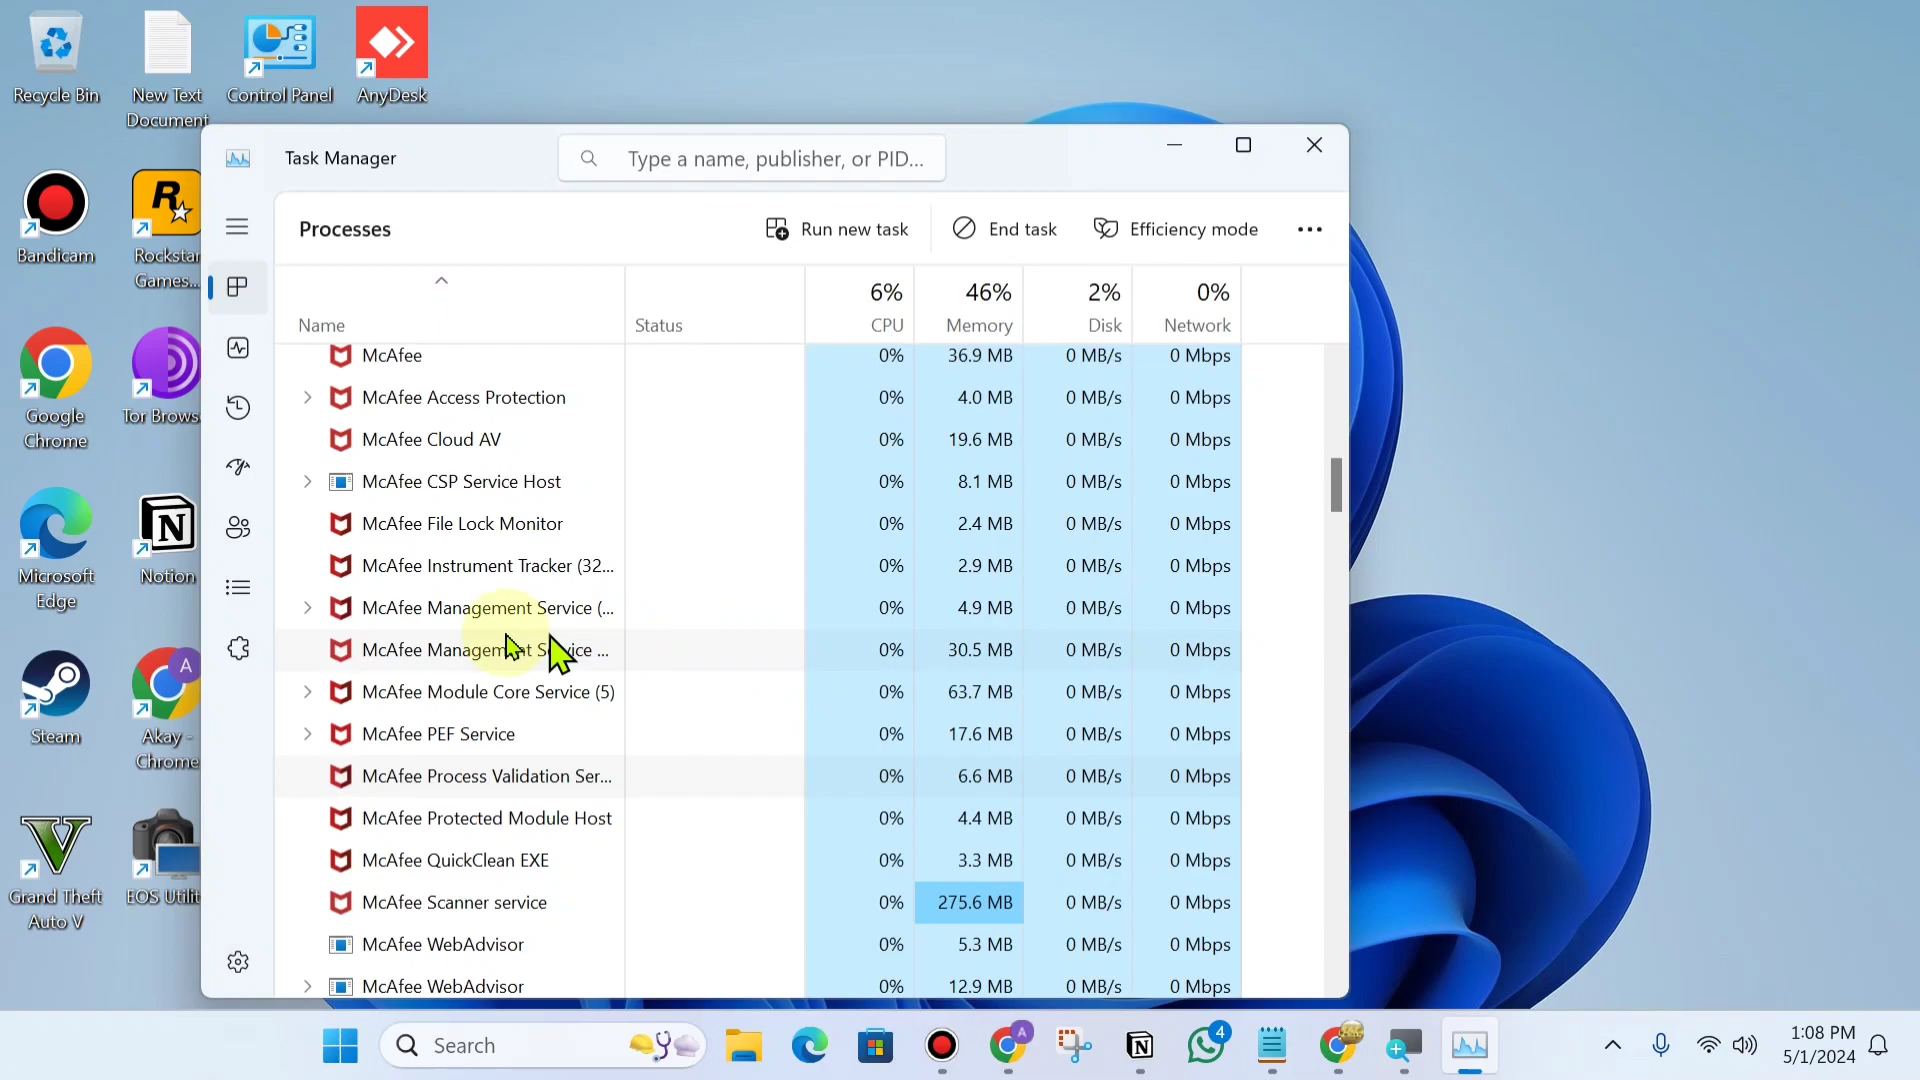 Recycle Bin
New Text
Document
Control Panel
AnyDesk
Task Manager
Type a name, publisher, or PID...
Processes
Run new task
End task
Efficiency mode
6%
46%
2%
0%
Name
Status
CPU
Memory
Disk
Network
McAfee
0%
36.9 MB
0 MB/s
0 Mbps
McAfee Access Protection
0%
4.0 MB
0 MB/s
0 Mbps
McAfee Cloud AV
0%
19.6 MB
0 MB/s
0 Mbps
McAfee CSP Service Host
0%
8.1 MB
0 MB/s
0 Mbps
McAfee File Lock Monitor
0%
2.4 MB
0 MB/s
0 Mbps
McAfee Instrument Tracker (32...
0%
2.9 MB
0 MB/s
0 Mbps
McAfee Management Service (...
0%
4.9 MB
0 MB/s
0 Mbps
McAfee Management Service ...
0%
30.5 MB
0 MB/s
0 Mbps
McAfee Module Core Service (5)
0%
63.7 MB
0 MB/s
0 Mbps
McAfee PEF Service
0%
17.6 MB
0 MB/s
0 Mbps
McAfee Process Validation Ser...
0%
6.6 MB
0 MB/s
0 Mbps
McAfee Protected Module Host
0%
4.4 MB
0 MB/s
0 Mbps
McAfee QuickClean EXE
0%
3.3 MB
0 MB/s
0 Mbps
McAfee Scanner service
0%
275.6 MB
0 MB/s
0 Mbps
McAfee WebAdvisor
0%
5.3 MB
0 MB/s
0 Mbps
McAfee WebAdvisor
0%
12.9 MB
0 MB/s
0 Mbps
Bandicam
R
Rockstar
Games...
Google
Chrome
Tor Brows
Microsoft
Edge
N
Notion
Steam
A
Akay -
Chrome
V
Grand Theft
Auto V
EOS Utilit
Search
A
N
4
1:08 PM
5/1/2024